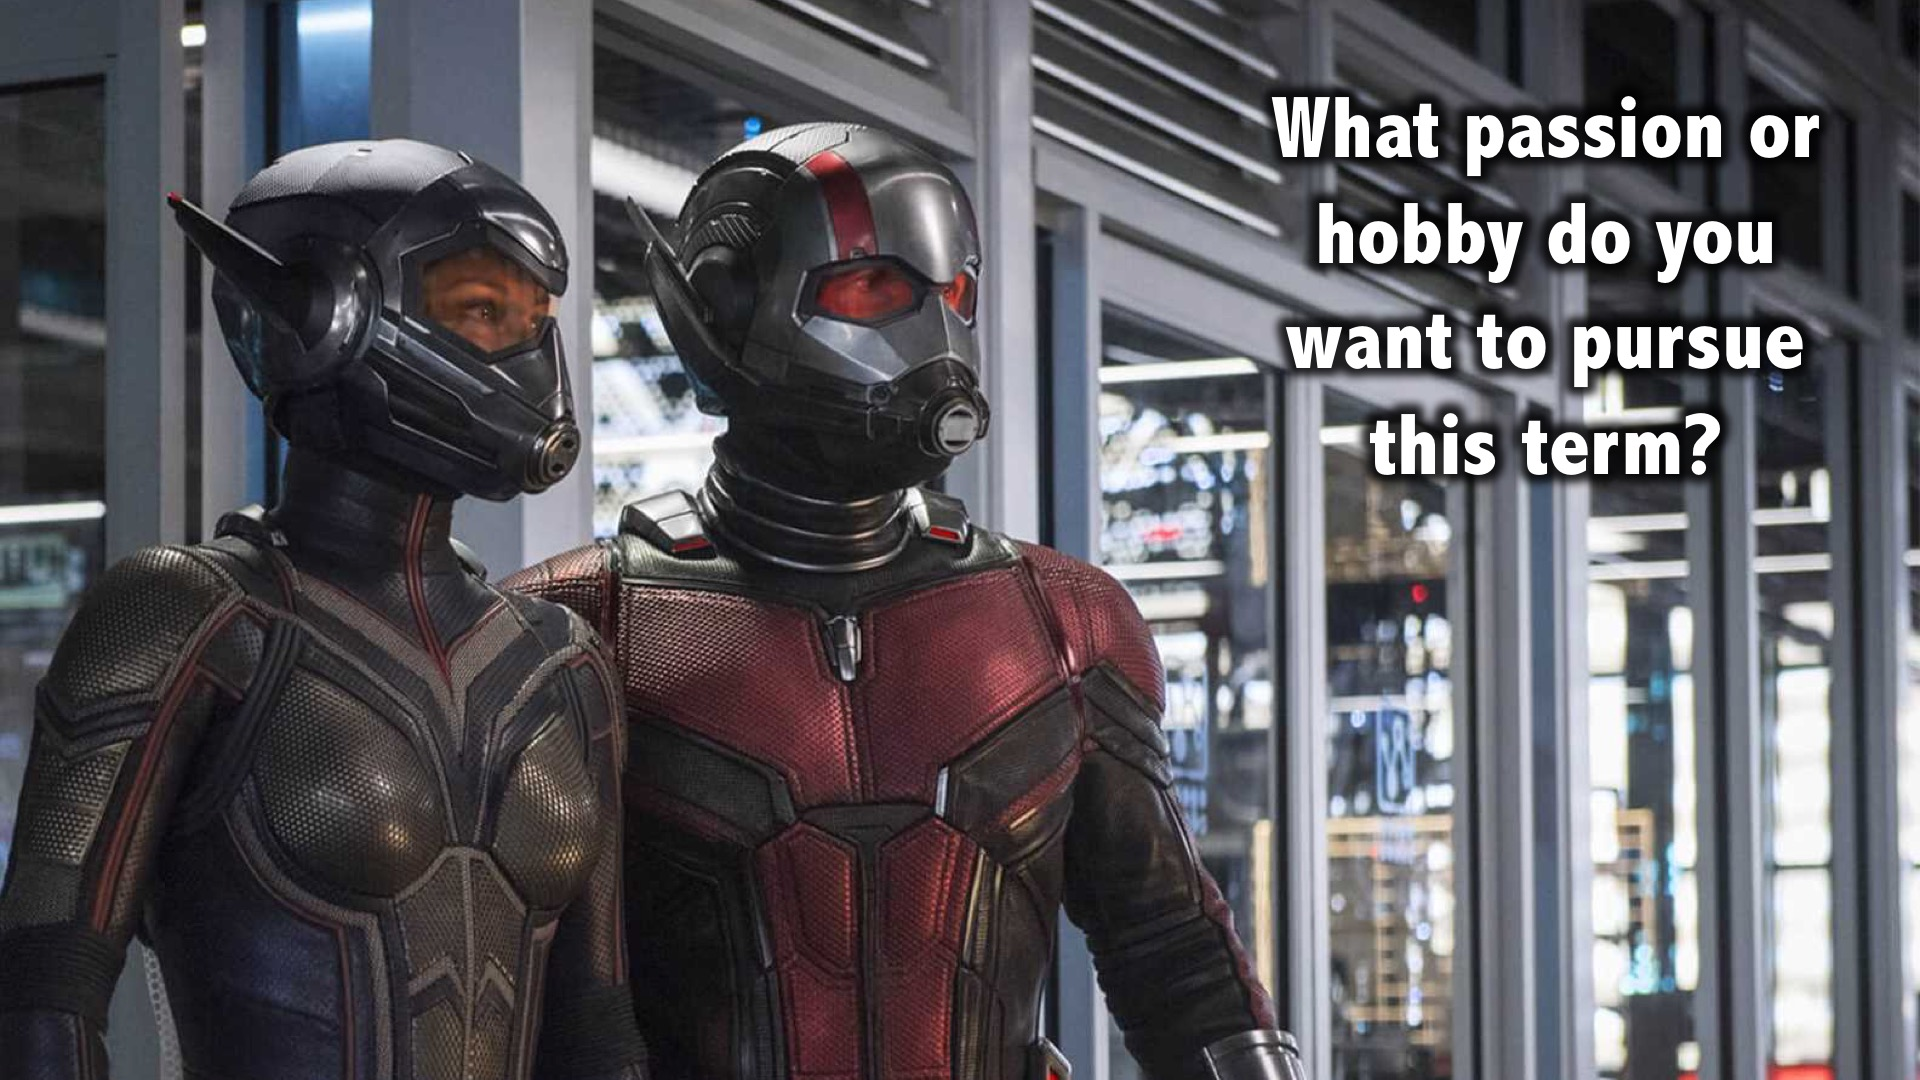 What passion or
hobby do you
want to pursue
this term?